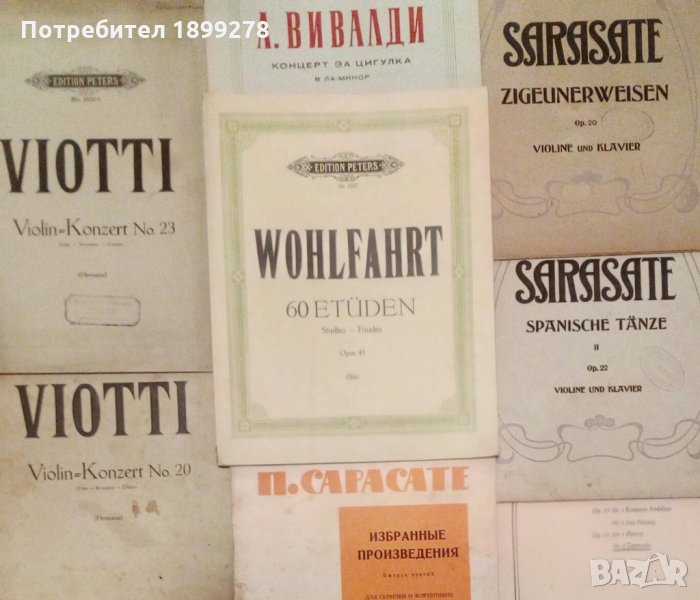 Потребител 1899278
EDITION PETERS
VIOTTI
Violin=Konzert No. 23
(Hermann)
VIOTTI
Violin=Konzert No. 20
(Hermann)
А. ВИВАЛДИ
КОНЦЕРТ ЗА ЦИГУЛКА
В ЛА-МИНОР
EDITION PETERS
WOHLFAHRT
60 ETÜDEN
Studies – Etudes
Opus 45
П. САРАСАТЕ
ИЗБРАННЫЕ
ПРОИЗВЕДЕНИЯ
ДЛЯ СКРИПКИ И ФОРТЕПИАНО
SARASATE
ZIGEUNERWEISEN
Op. 20
VIOLINE UND KLAVIER
SARASATE
SPANISCHE TÄNZE
II
Op. 22
VIOLINE UND KLAVIER
BAZAR